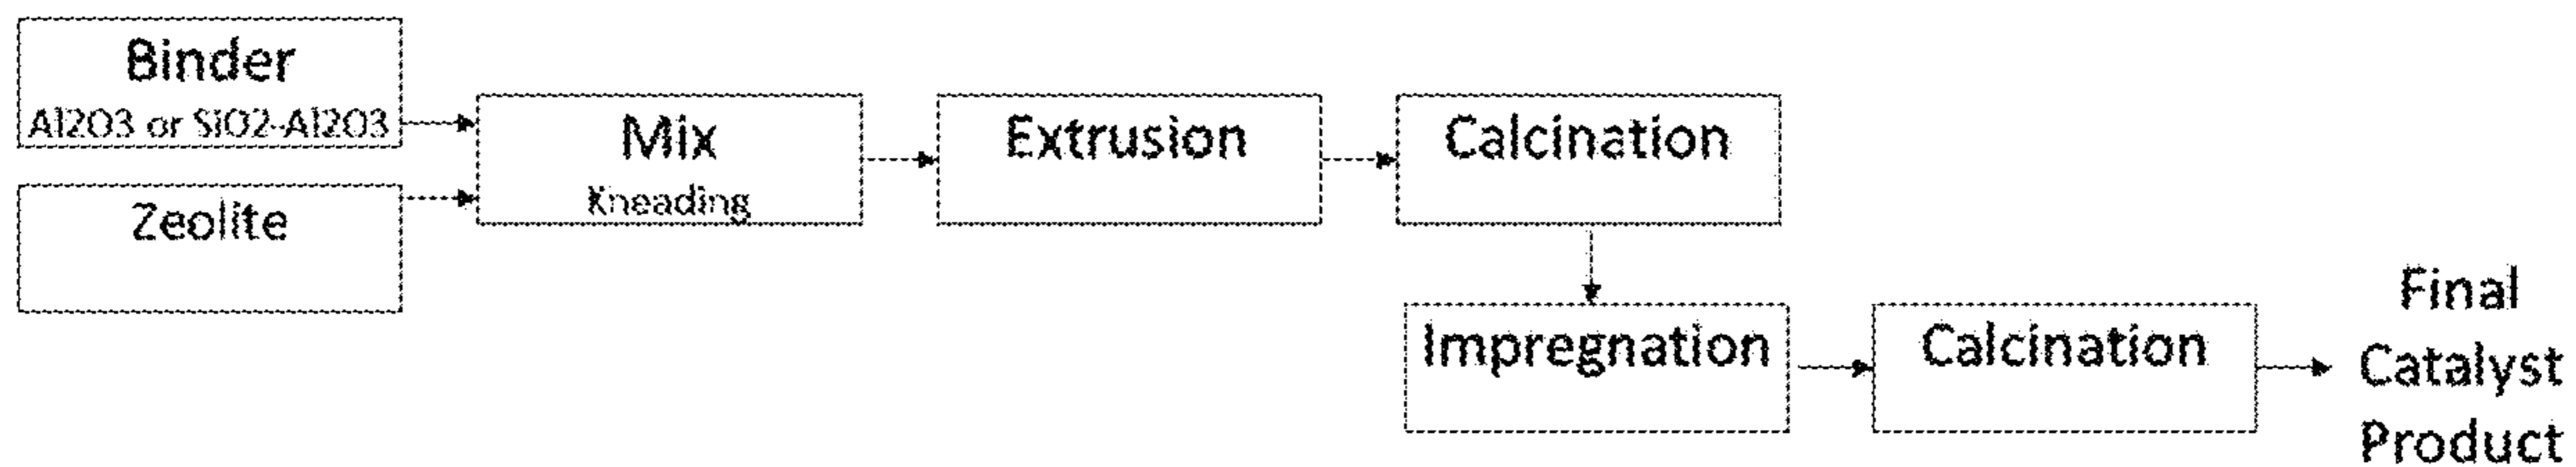 Binder
Al2O3 or SiO2-Al2O3
Zeolite
Mix
Kneading
Extrusion
Calcination
Impregnation
Calcination
Final
Catalyst
Product